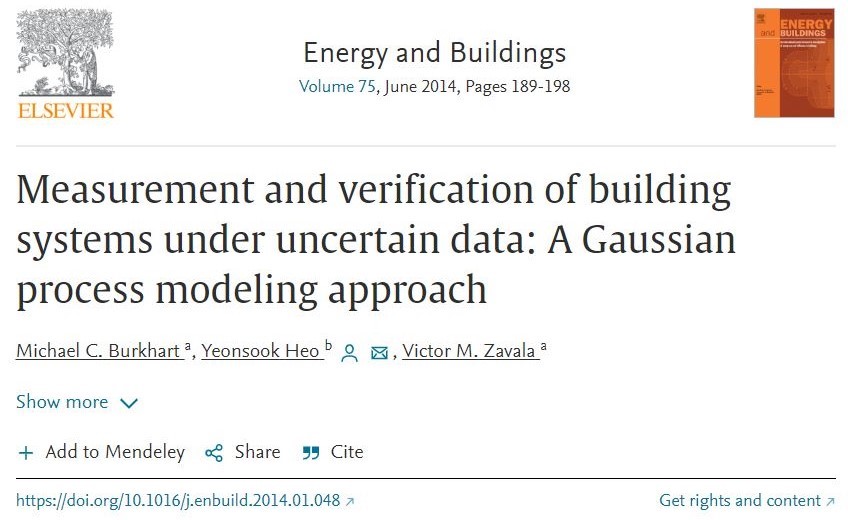 ELSEVIER
Energy and Buildings
Volume 75, June 2014, Pages 189-198
ENERGY
and BUILDINGS
Measurement and verification of building
systems under uncertain data: A Gaussian
process modeling approach
Michael C. Burkhart a, Yeonsook Heo b , Victor M. Zavala a
Show more
+ Add to Mendeley Share Cite
https://doi.org/10.1016/j.enbuild.2014.01.048 ↗ Get rights and content ↗